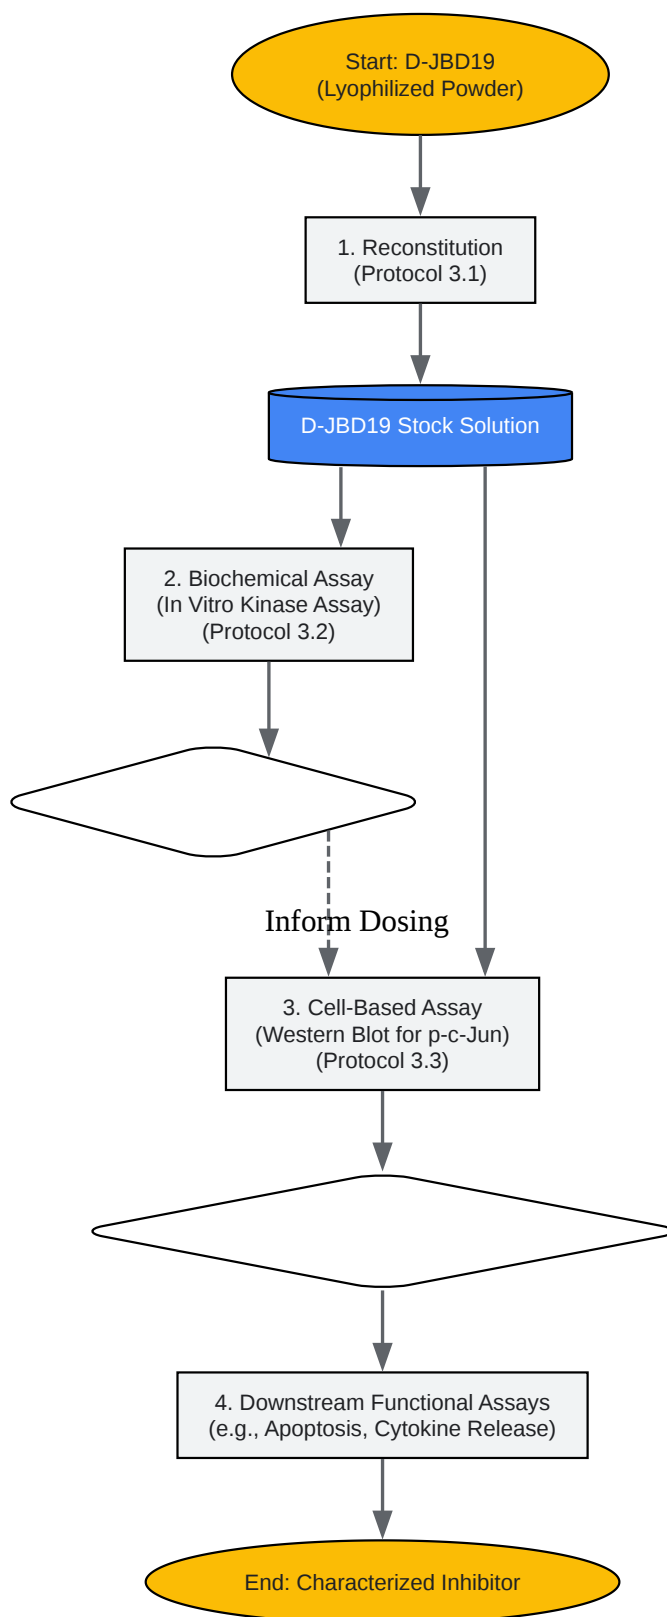 Start: D-JBD19
(Lyophilized Powder)
1. Reconstitution
(Protocol 3.1)
D-JBD19 Stock Solution
2. Biochemical Assay
(In Vitro Kinase Assay)
(Protocol 3.2)
Inform Dosing
3. Cell-Based Assay
(Western Blot for p-c-Jun)
(Protocol 3.3)
4. Downstream Functional Assays
(e.g., Apoptosis, Cytokine Release)
End: Characterized Inhibitor